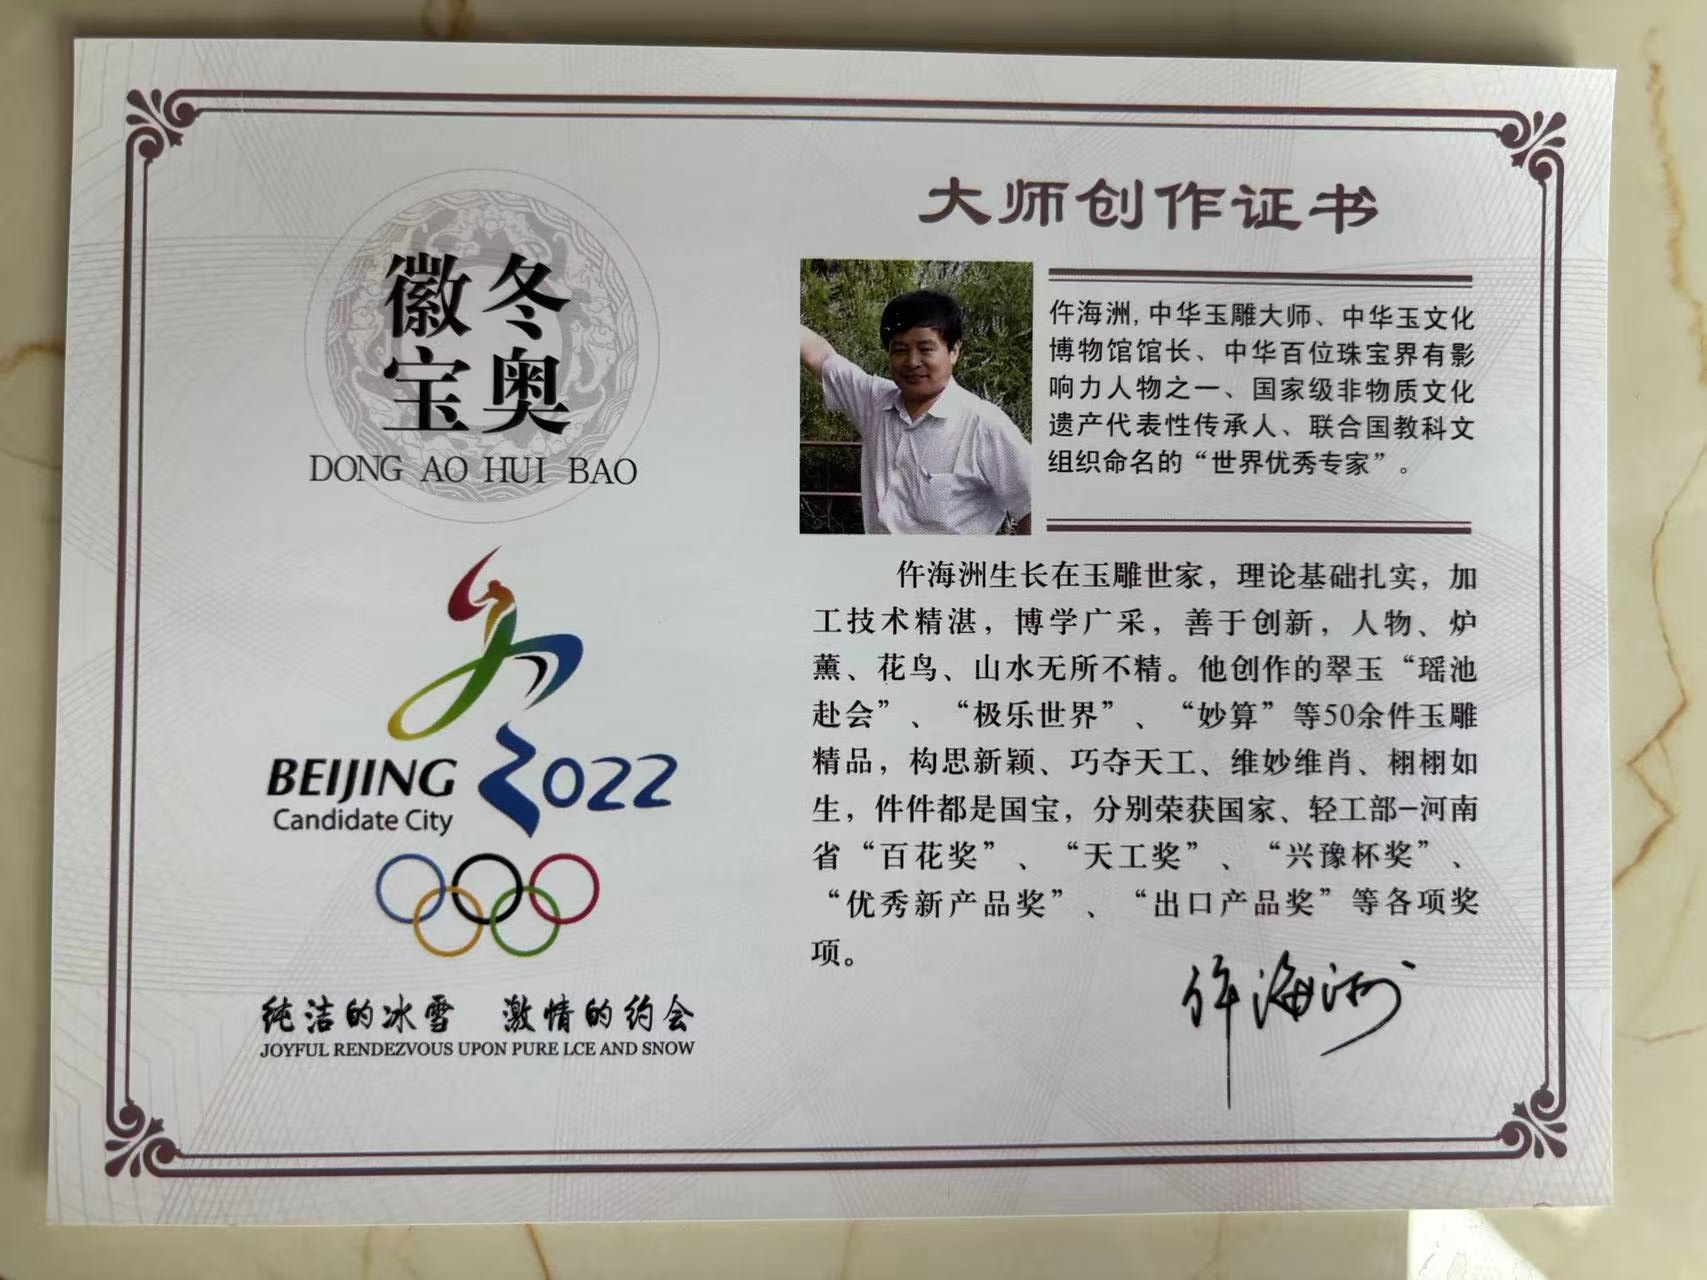 徽冬
宝奥
DONG AO HUI BAO
BEIJING 2022
Candidate City
纯洁的冰雪 激情的约会
JOYFUL RENDEZVOUS UPON PURE LCE AND SNOW
大师创作证书
仵海洲,中华玉雕大师、中华玉文化
博物馆馆长、中华百位珠宝界有影
响力人物之一、国家级非物质文化
遗产代表性传承人、联合国教科文
组织命名的“世界优秀专家”。
仵海洲生长在玉雕世家，理论基础扎实，加
工技术精湛，博学广采，善于创新，人物、炉
薰、花鸟、山水无所不精。他创作的翠玉“瑶池
赴会”、“极乐世界”、“妙算”等50余件玉雕
精品，构思新颖、巧夺天工、维妙维肖、栩栩如
生，件件都是国宝，分别荣获国家、轻工部-河南
省“百花奖”、“天工奖”、“兴豫杯奖”、
“优秀新产品奖”、“出口产品奖”等各项奖
项。
仵海洲